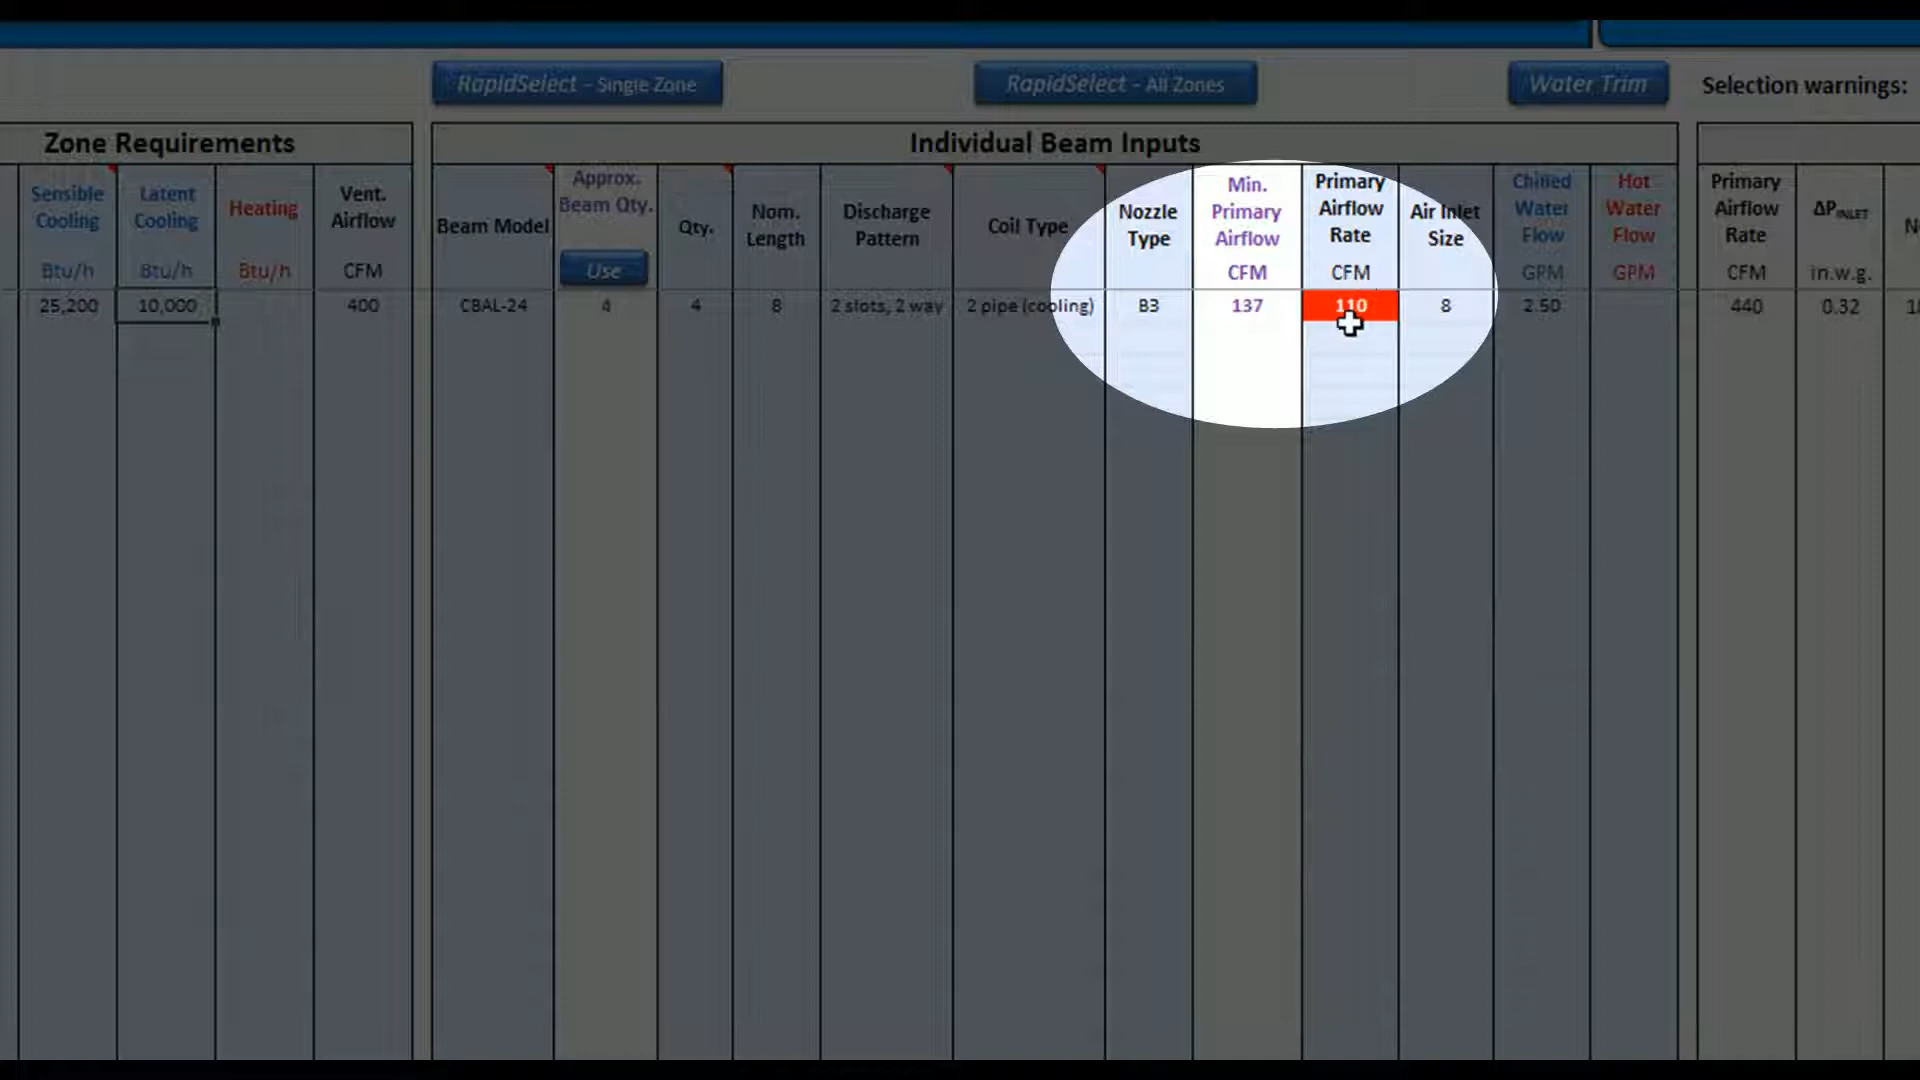 RapidSelect - Single Zone
RapidSelect - All Zones
Water Trim
Selection warnings:
Zone Requirements
Individual Beam Inputs
Sensible
Cooling
Btu/h
Latent
Cooling
Btu/h
Heating
Btu/h
Vent.
Airflow
CFM
Beam Model
Approx.
Beam Qty.
Use
Qty.
Nom.
Length
Discharge
Pattern
Coil Type
Nozzle
Type
Min.
Primary
Airflow
CFM
Primary
Airflow
Rate
CFM
Air Inlet
Size
Chilled
Water
Flow
GPM
Hot
Water
Flow
GPM
Primary
Airflow
Rate
CFM
ΔPINLET
in.w.g.
25,200 10,000 400 CBAL-24 4 4 8 2 slots, 2 way 2 pipe (cooling) B3 137 110 8 2.50 440 0.32